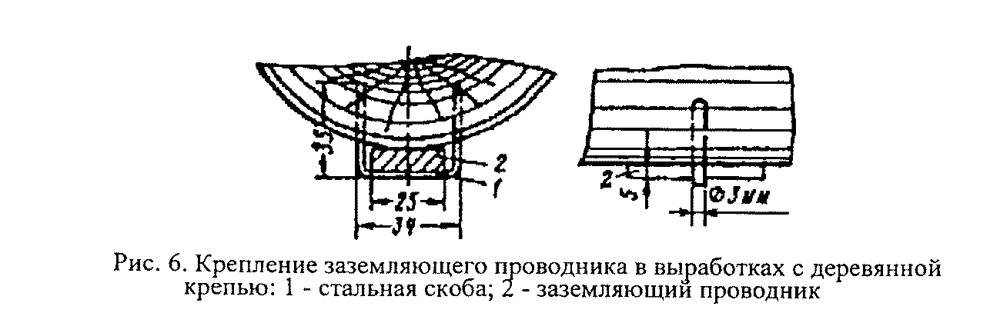 35
2
1
25
34
2
5
Ø3мм
Рис. 6. Крепление заземляющего проводника в выработках с деревянной
крепью: 1 - стальная скоба; 2 - заземляющий проводник